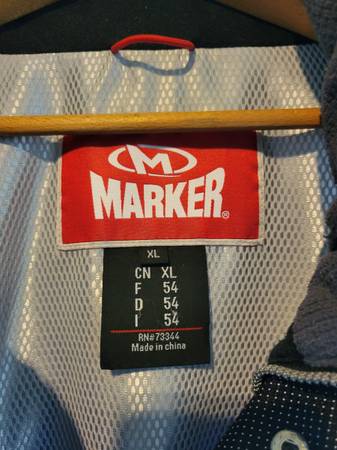 M
MARKER®
XL
CN XL
F 54
D 54
I 54
RN#73344
Made in china